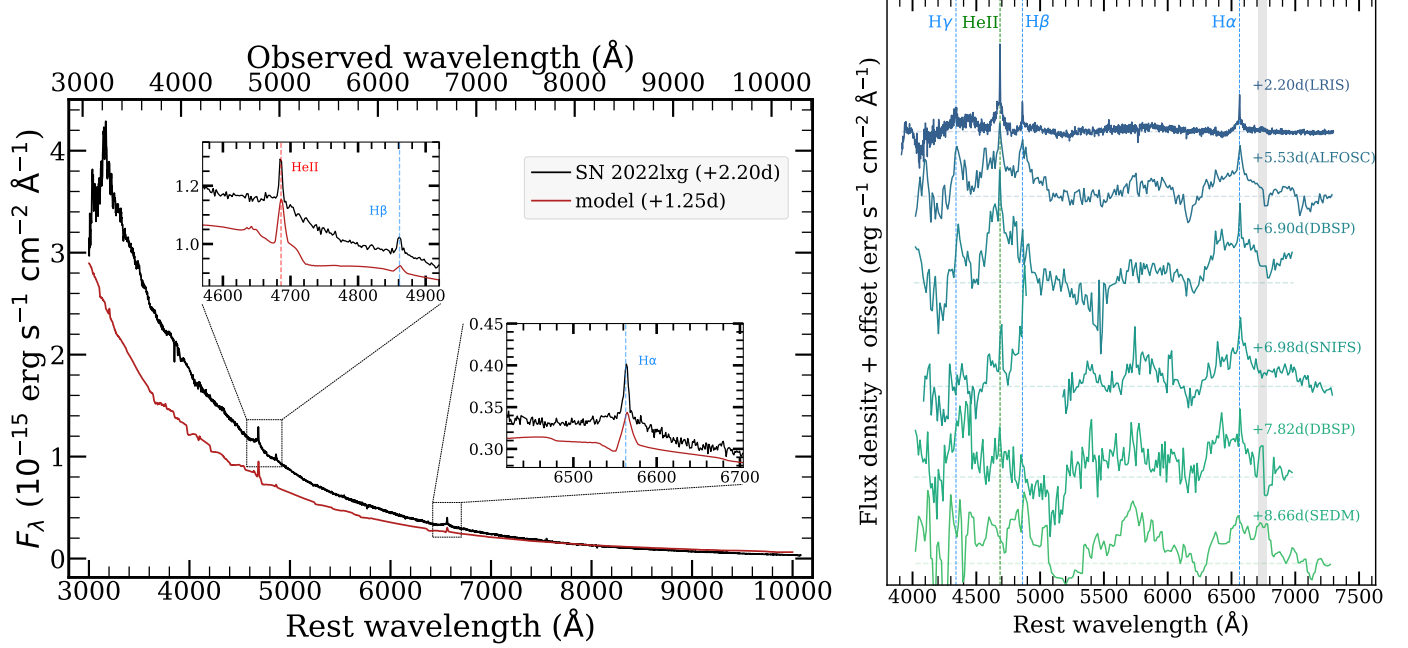 Observed wavelength (Å)
3000 4000 5000 6000 7000 8000 9000 10000
F_λ (10⁻¹⁵ erg s⁻¹ cm⁻² Å⁻¹)
4
3
2
1
0
3000 4000 5000 6000 7000 8000 9000 10000
Rest wavelength (Å)
SN 2022lxg (+2.20d)
model (+1.25d)
HeII
Hβ
1.2
1.0
4600 4700 4800 4900
Hα
0.45
0.40
0.35
0.30
6500 6600 6700
Flux density + offset (erg s⁻¹ cm⁻² Å⁻¹)
Hγ HeII Hβ Hα
+2.20d(LRIS)
+5.53d(ALFOSC)
+6.90d(DBSP)
+6.98d(SNIFS)
+7.82d(DBSP)
+8.66d(SEDM)
4000 4500 5000 5500 6000 6500 7000 7500
Rest wavelength (Å)